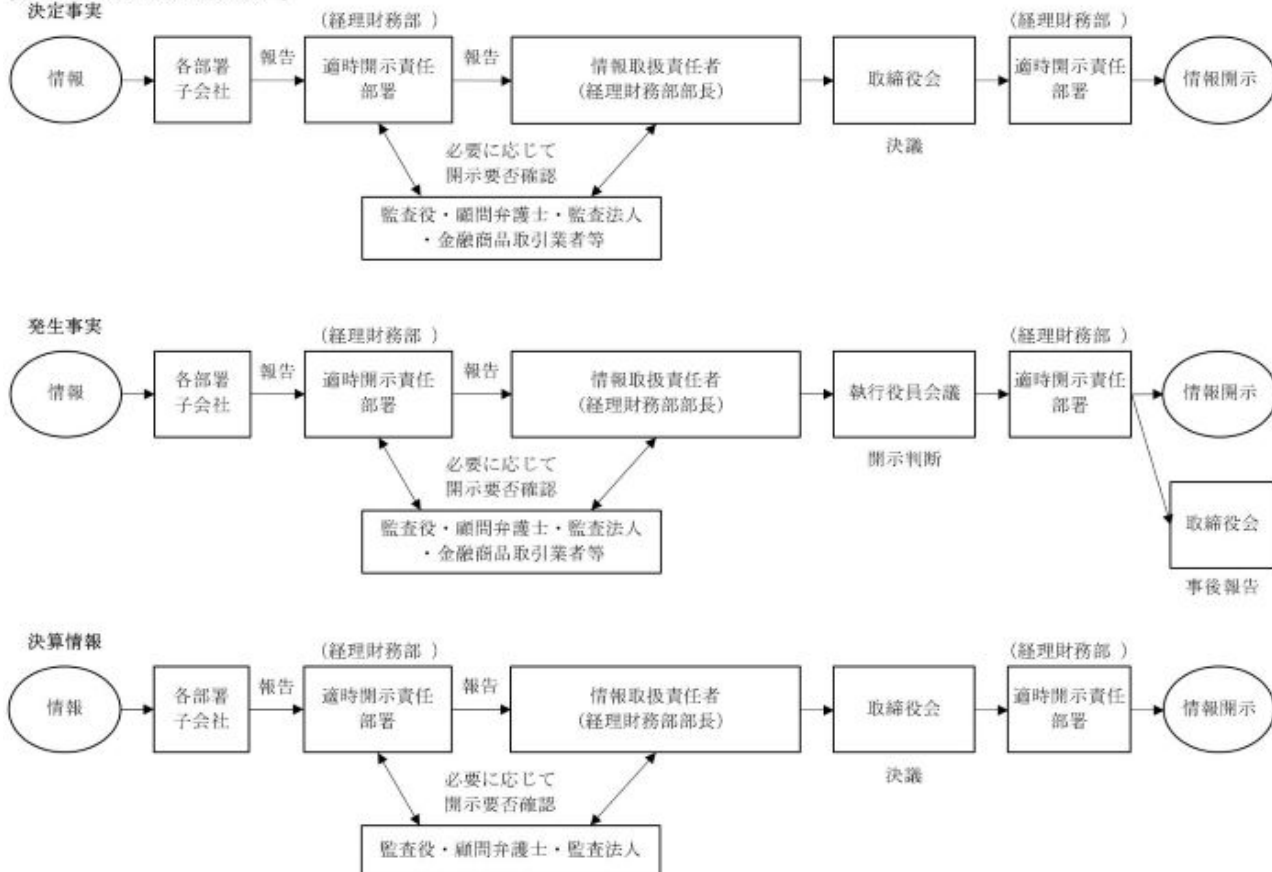 決定事実
(経理財務部 )
(経理財務部 )
情報
各部署
子会社
報告
適時開示責任
部署
報告
情報取扱責任者
(経理財務部部長)
取締役会
適時開示責任
部署
情報開示
決議
必要に応じて
開示要否確認
監査役・顧問弁護士・監査法人
・金融商品取引業者等
発生事実
(経理財務部 )
(経理財務部 )
情報
各部署
子会社
報告
適時開示責任
部署
報告
情報取扱責任者
(経理財務部部長)
執行役員会議
適時開示責任
部署
情報開示
開示判断
必要に応じて
開示要否確認
監査役・顧問弁護士・監査法人
・金融商品取引業者等
取締役会
事後報告
決算情報
(経理財務部 )
(経理財務部 )
情報
各部署
子会社
報告
適時開示責任
部署
報告
情報取扱責任者
(経理財務部部長)
取締役会
適時開示責任
部署
情報開示
決議
必要に応じて
開示要否確認
監査役・顧問弁護士・監査法人